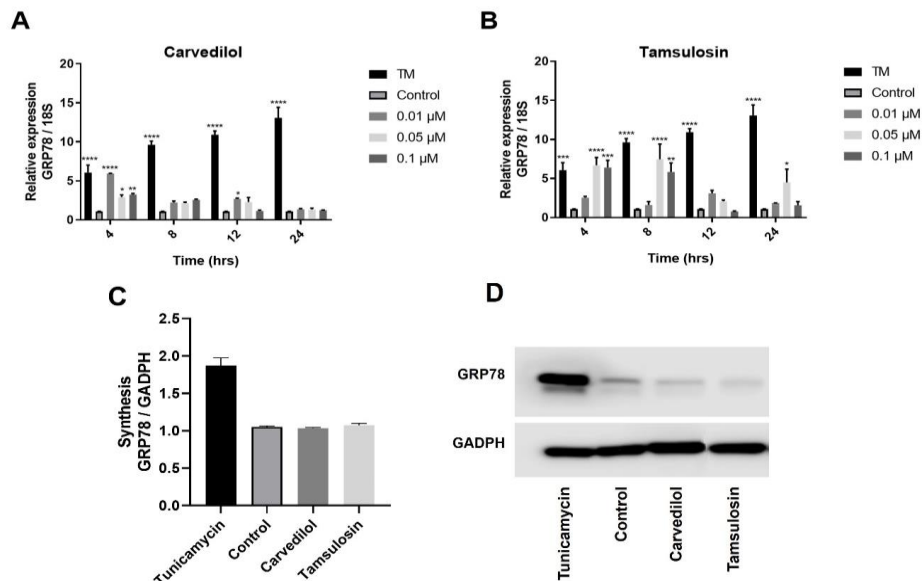 A
Carvedilol
Relative expression
GRP78 / 18S
20
15
10
5
0
**** **** * ** **** **** * ****
4 8 12 24
Time (hrs)
TM
Control
0.01 µM
0.05 µM
0.1 µM
B
Tamsulosin
Relative expression
GRP78 / 18S
20
15
10
5
0
*** **** *** **** **** ** **** **** *
4 8 12 24
Time (hrs)
TM
Control
0.01 µM
0.05 µM
0.1 µM
C
Synthesis
GRP78 / GADPH
2.5
2.0
1.5
1.0
0.5
0.0
Tunicamycin
Control
Carvedilol
Tamsulosin
D
GRP78
GADPH
Tunicamycin
Control
Carvedilol
Tamsulosin